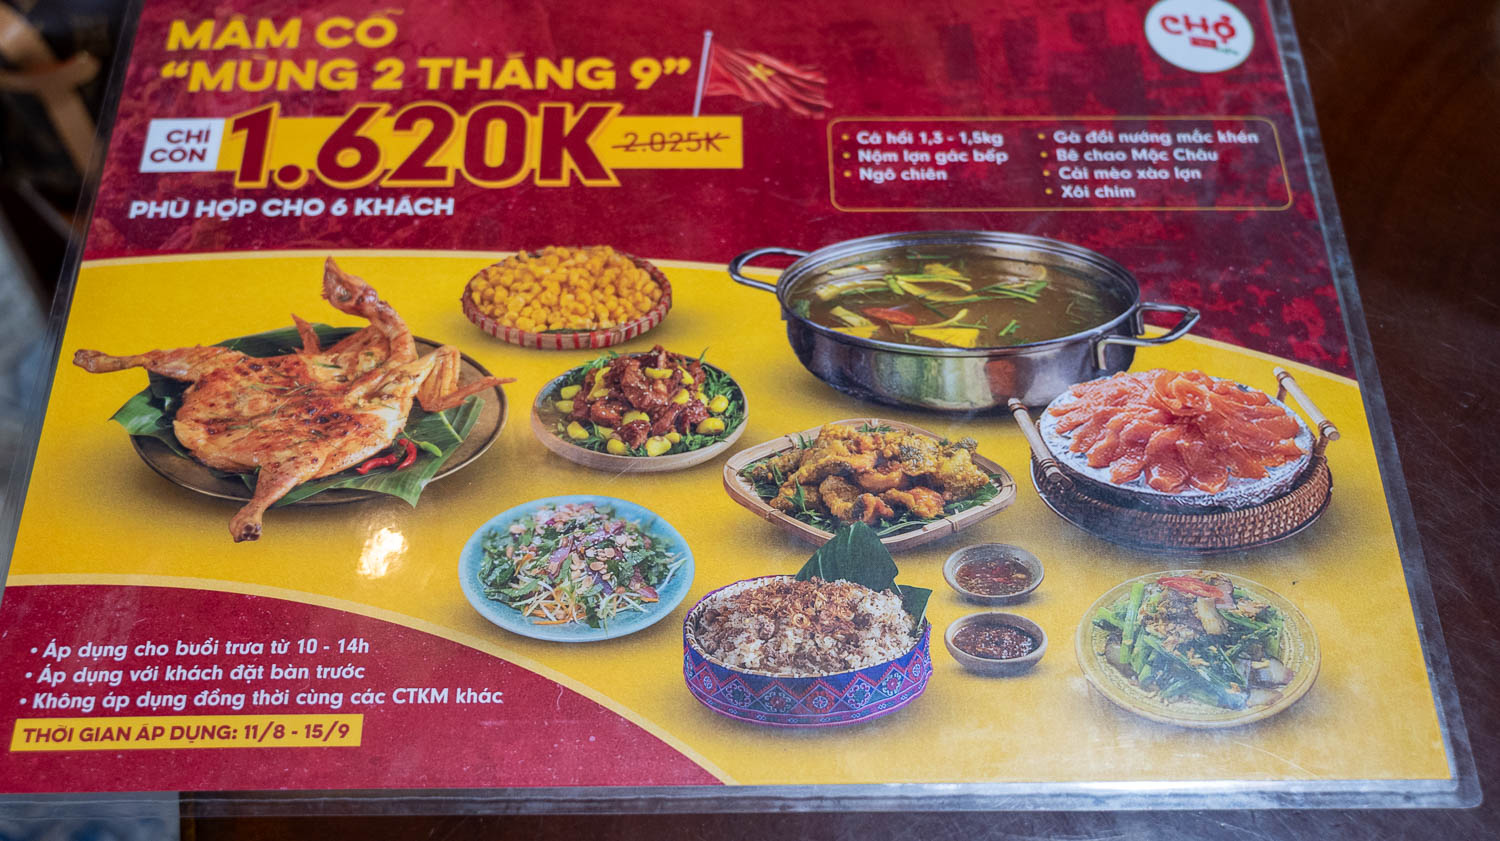 MÂM CỖ
“MÙNG 2 THÁNG 9”
CHỈ CÒN
1.620K
2.025K
PHÙ HỢP CHO 6 KHÁCH
CHỢ
• Cá hồi 1,3 - 1,5kg
• Nộm lợn gác bếp
• Ngô chiên
• Gà đồi nướng mắc khén
• Bê chao Mộc Châu
• Cải mèo xào lợn
• Xôi chim
• Áp dụng cho buổi trưa từ 10 - 14h
• Áp dụng với khách đặt bàn trước
• Không áp dụng đồng thời cùng các CTKM khác
THỜI GIAN ÁP DỤNG: 11/8 - 15/9